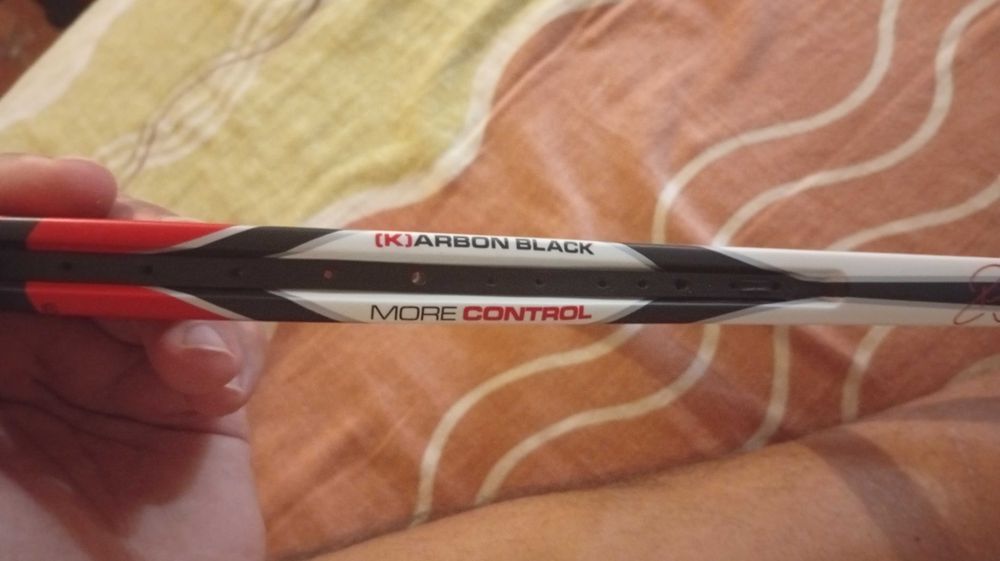 (K)ARBON BLACK
MORE CONTROL